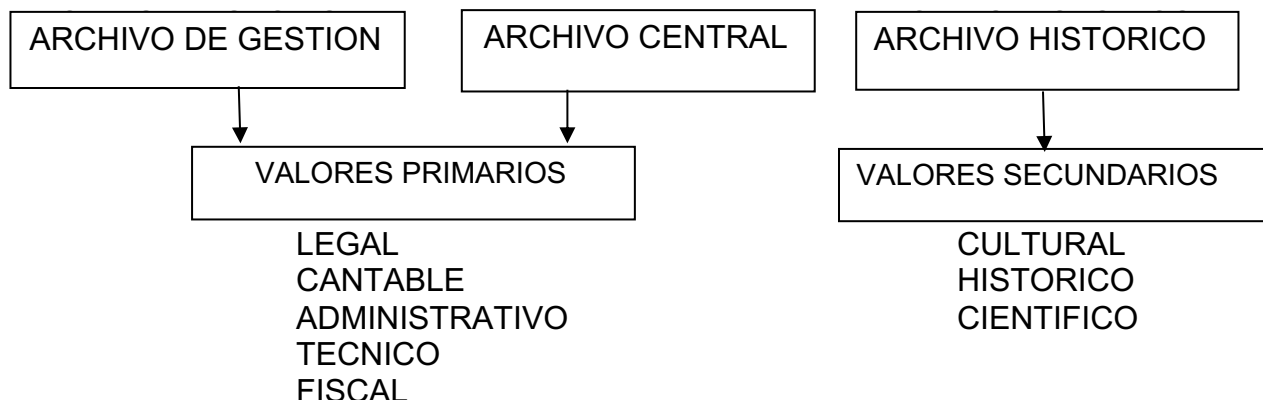 ARCHIVO DE GESTION
ARCHIVO CENTRAL
ARCHIVO HISTORICO
VALORES PRIMARIOS
VALORES SECUNDARIOS
LEGAL
CANTABLE
ADMINISTRATIVO
TECNICO
FISCAL
CULTURAL
HISTORICO
CIENTIFICO